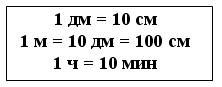 1 дм = 10 см
1 м = 10 дм = 100 см
1 ч = 10 мин